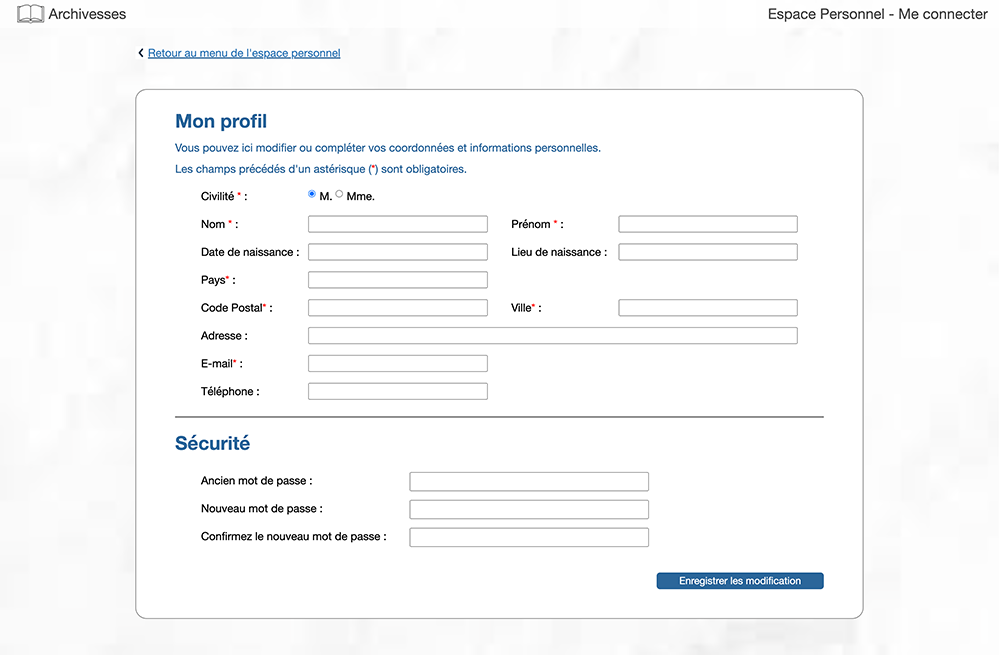 Archivesses
Espace Personnel - Me connecter
Retour au menu de l'espace personnel
Mon profil
Vous pouvez ici modifier ou compléter vos coordonnées et informations personnelles.
Les champs précédés d'un astérisque (*) sont obligatoires.
Civilité * : M. Mme.
Nom * : Prénom * :
Date de naissance : Lieu de naissance :
Pays* :
Code Postal* : Ville* :
Adresse :
E-mail* :
Téléphone :
Sécurité
Ancien mot de passe :
Nouveau mot de passe :
Confirmez le nouveau mot de passe :
Enregistrer les modification